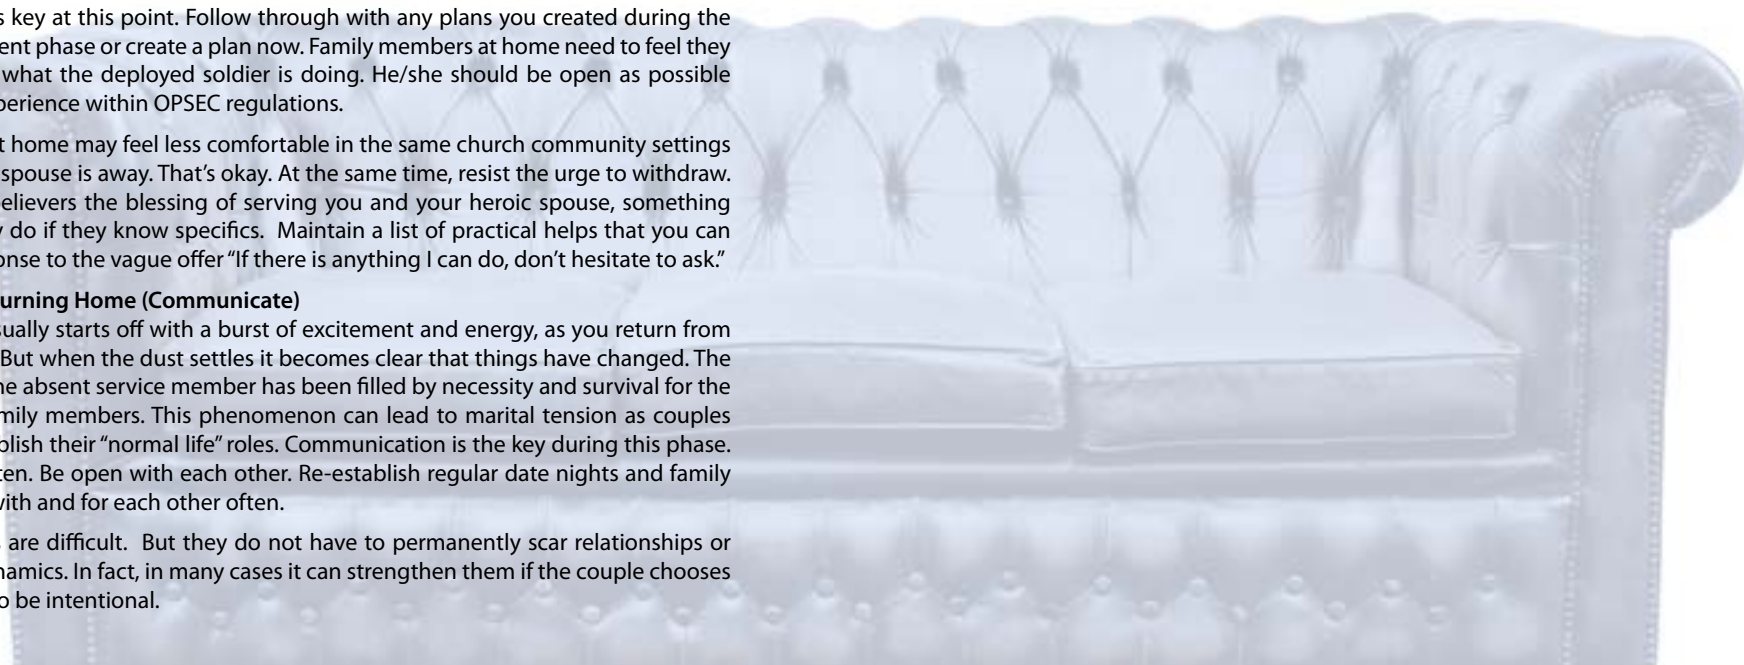 s key at this point. Follow through with any plans you created during the
ent phase or create a plan now. Family members at home need to feel they
what the deployed soldier is doing. He/she should be open as possible
perience within OPSEC regulations.
t home may feel less comfortable in the same church community settings
spouse is away. That’s okay. At the same time, resist the urge to withdraw.
elievers the blessing of serving you and your heroic spouse, something
y do if they know specifics.  Maintain a list of practical helps that you can
onse to the vague offer “If there is anything I can do, don’t hesitate to ask.”
urning Home (Communicate)
sually starts off with a burst of excitement and energy, as you return from
But when the dust settles it becomes clear that things have changed. The
he absent service member has been filled by necessity and survival for the
mily members. This phenomenon can lead to marital tension as couples
blish their “normal life” roles. Communication is the key during this phase.
ten. Be open with each other. Re-establish regular date nights and family
with and for each other often.
s are difficult.  But they do not have to permanently scar relationships or
namics. In fact, in many cases it can strengthen them if the couple chooses
o be intentional.